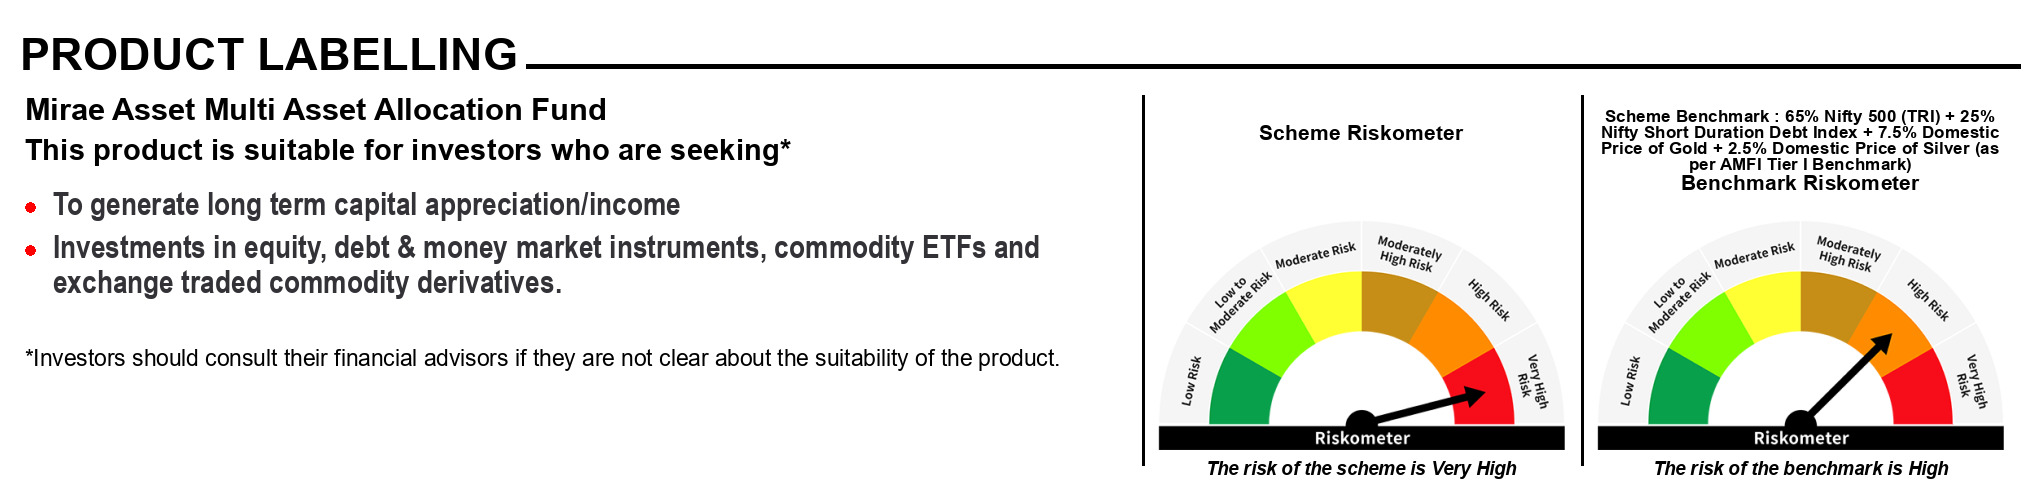 PRODUCT LABELLING
Mirae Asset Multi Asset Allocation Fund
This product is suitable for investors who are seeking*
To generate long term capital appreciation/income
Investments in equity, debt & money market instruments, commodity ETFs and
exchange traded commodity derivatives.
*Investors should consult their financial advisors if they are not clear about the suitability of the product.
Scheme Riskometer
Low Risk
Low to
Moderate Risk
Moderate Risk
Moderately
High Risk
High Risk
Very High
Risk
Riskometer
The risk of the scheme is Very High
Scheme Benchmark : 65% Nifty 500 (TRI) + 25%
Nifty Short Duration Debt Index + 7.5% Domestic
Price of Gold + 2.5% Domestic Price of Silver (as
per AMFI Tier I Benchmark)
Benchmark Riskometer
Low Risk
Low to
Moderate Risk
Moderate Risk
Moderately
High Risk
High Risk
Very High
Risk
Riskometer
The risk of the benchmark is High